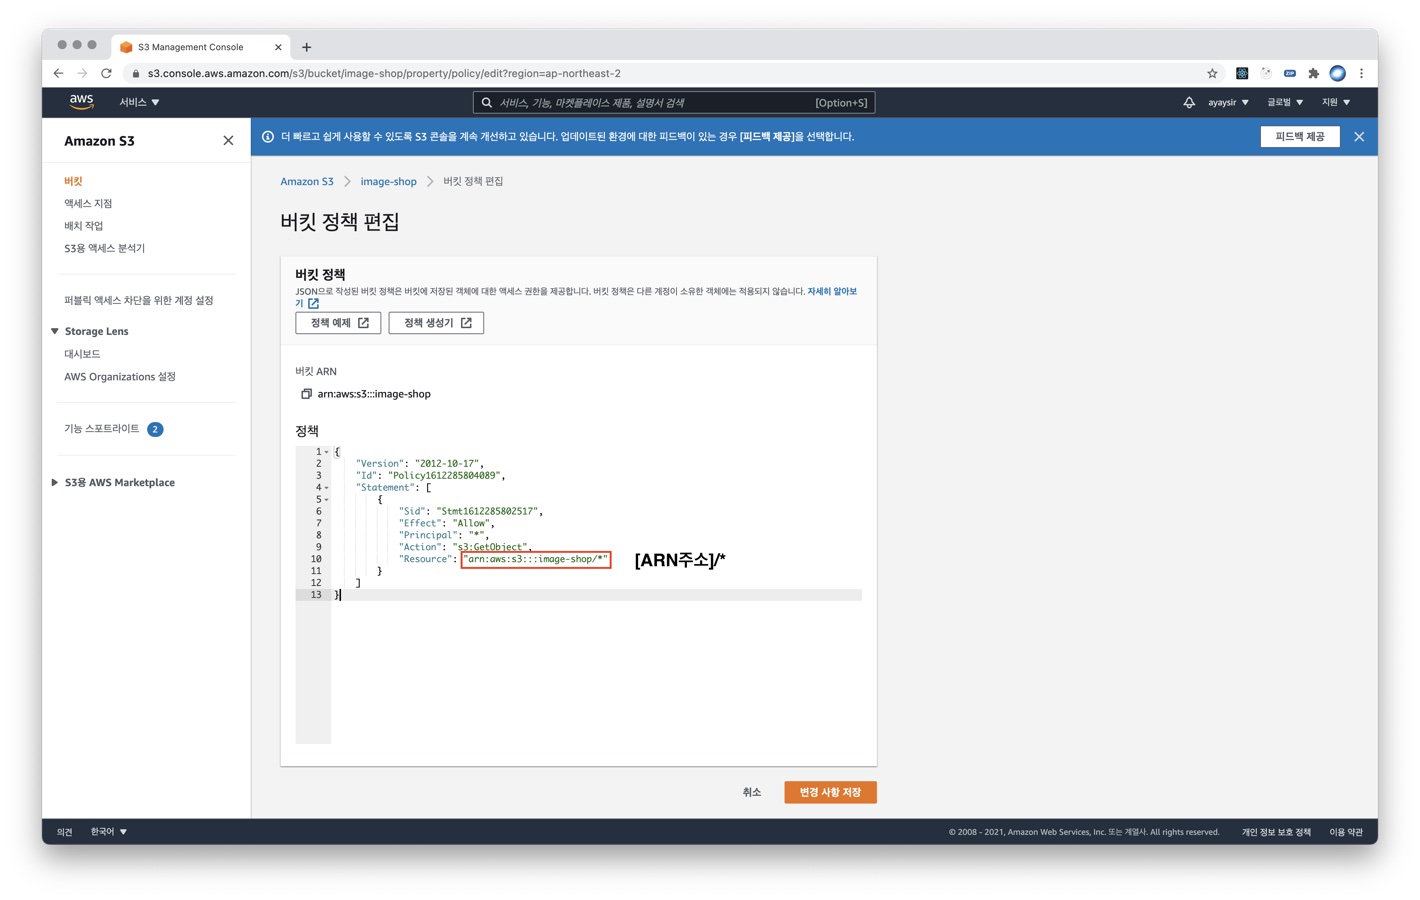 S3 Management Console
s3.console.aws.amazon.com/s3/bucket/image-shop/property/policy/edit?region=ap-northeast-2
ZIP
aws 서비스 ▼
서비스, 기능, 마켓플레이스 제품, 설명서 검색 [Option+S]
ayaysir ▼ 글로벌 ▼ 지원 ▼
Amazon S3
버킷
액세스 지점
배치 작업
S3용 액세스 분석기
퍼블릭 액세스 차단을 위한 계정 설정
Storage Lens
대시보드
AWS Organizations 설정
기능 스포트라이트 2
S3용 AWS Marketplace
더 빠르고 쉽게 사용할 수 있도록 S3 콘솔을 계속 개선하고 있습니다. 업데이트된 환경에 대한 피드백이 있는 경우 [피드백 제공]을 선택합니다.
피드백 제공
Amazon S3 > image-shop > 버킷 정책 편집
버킷 정책 편집
버킷 정책
JSON으로 작성된 버킷 정책은 버킷에 저장된 객체에 대한 액세스 권한을 제공합니다. 버킷 정책은 다른 계정이 소유한 객체에는 적용되지 않습니다. 자세히 알아보
기
정책 예제
정책 생성기
버킷 ARN
arn:aws:s3:::image-shop
정책
1 {
2 "Version": "2012-10-17",
3 "Id": "Policy1612285804089",
4 "Statement": [
5 {
6 "Sid": "Stmt1612285802517",
7 "Effect": "Allow",
8 "Principal": "*",
9 "Action": "s3:GetObject",
10 "Resource": "arn:aws:s3:::image-shop/*"
[ARN주소]/*
11 }
12 ]
13 }
취소
변경 사항 저장
의견 한국어 ▼
© 2008 - 2021, Amazon Web Services, Inc. 또는 계열사. All rights reserved. 개인 정보 보호 정책 이용 약관